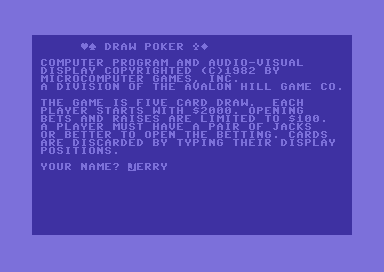 ♥♠ DRAW POKER ♣♦
COMPUTER PROGRAM AND AUDIO-VISUAL
DISPLAY COPYRIGHTED (C)1982 BY
MICROCOMPUTER GAMES, INC.
A DIVISION OF THE AVALON HILL GAME CO.
THE GAME IS FIVE CARD DRAW.  EACH
PLAYER STARTS WITH $2000. OPENING
BETS AND RAISES ARE LIMITED TO $100.
A PLAYER MUST HAVE A PAIR OF JACKS
OR BETTER TO OPEN THE BETTING. CARDS
ARE DISCARDED BY TYPING THEIR DISPLAY
POSITIONS.
YOUR NAME? JERRY